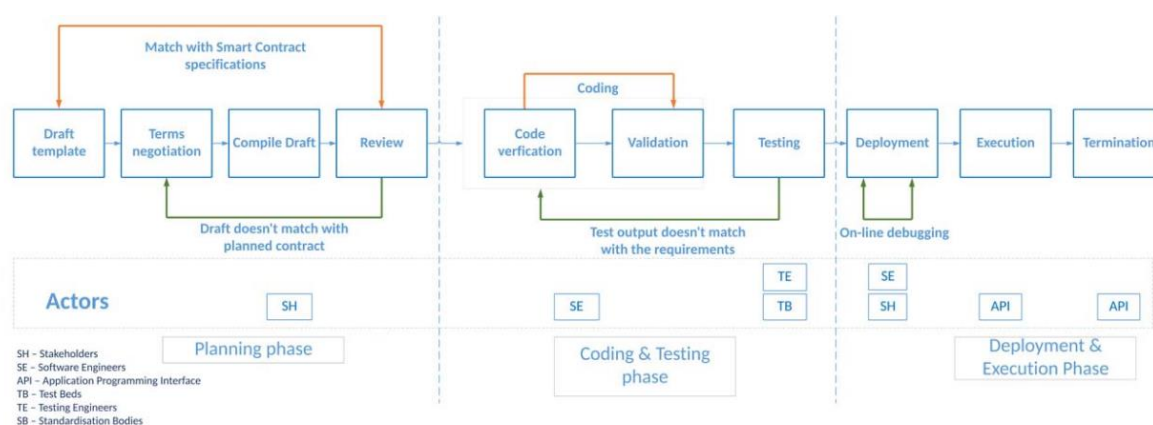 Match with Smart Contract
specifications
Draft
template
Terms
negotiation
Compile Draft
Review
Draft doesn't match with
planned contract
Coding
Code
verfication
Validation
Testing
Test output doesn't match
with the requirements
Deployment
Execution
Termination
On-line debugging
Actors
SH
SE
TE
TB
SE
SH
API
API
Planning phase
Coding & Testing
phase
Deployment &
Execution Phase
SH – Stakeholders
SE – Software Engineers
API – Application Programming Interface
TB – Test Beds
TE – Testing Engineers
SB – Standardisation Bodies